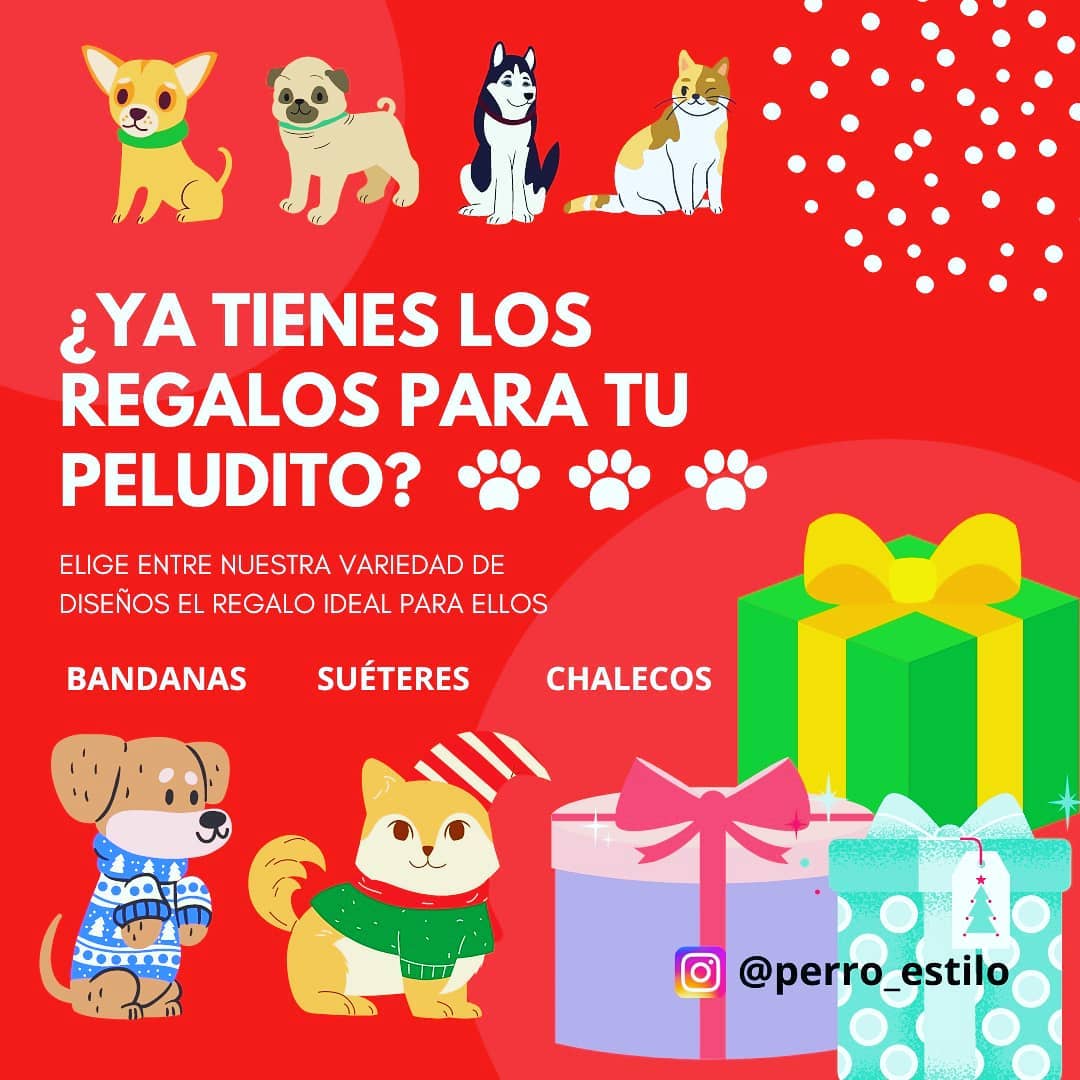 ¿YA TIENES LOS
REGALOS PARA TU
PELUDITO?
ELIGE ENTRE NUESTRA VARIEDAD DE
DISEÑOS EL REGALO IDEAL PARA ELLOS
BANDANAS SUÉTERES CHALECOS
@perro_estilo